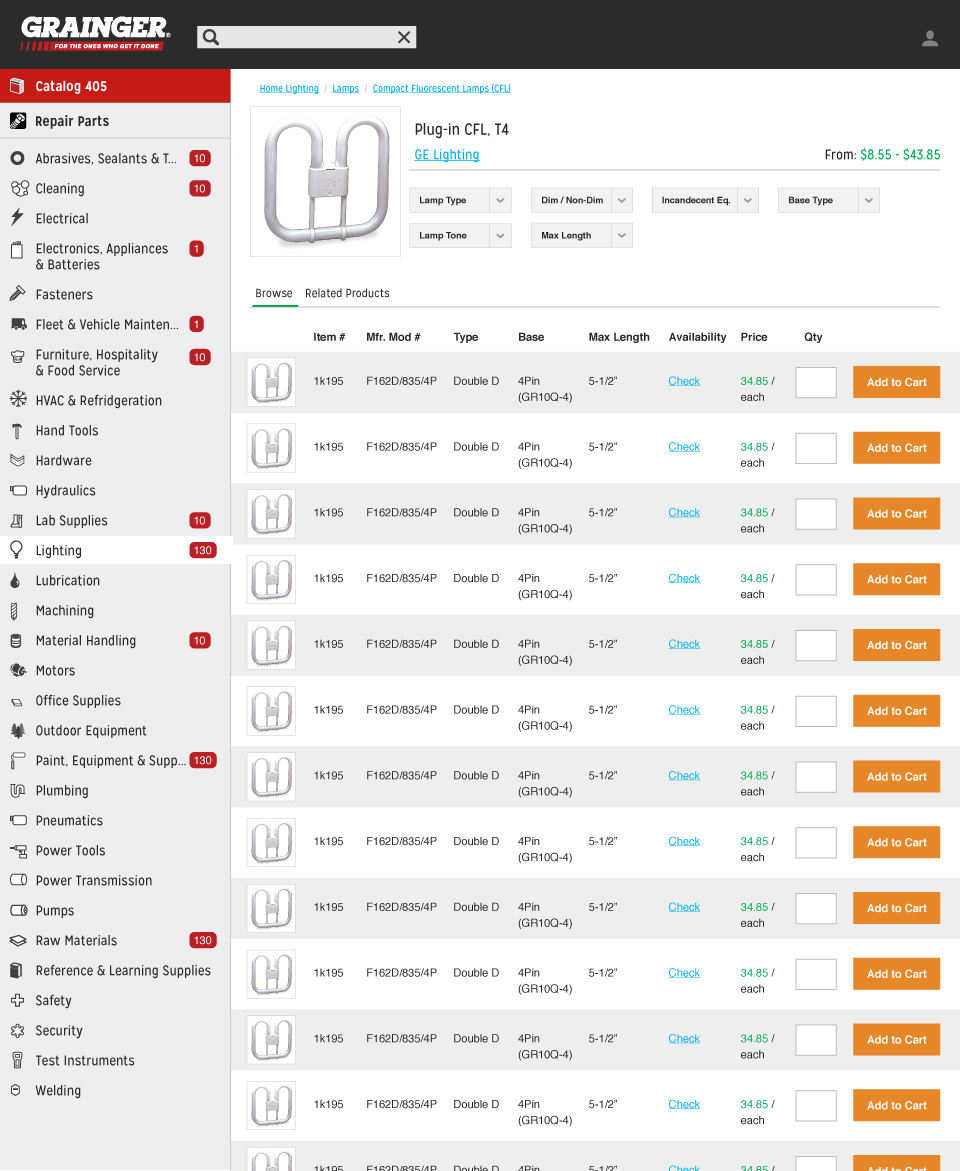 GRAINGER®
FOR THE ONES WHO GET IT DONE
Catalog 405
Repair Parts
Abrasives, Sealants & T... 10
Cleaning 10
Electrical
Electronics, Appliances 1
& Batteries
Fasteners
Fleet & Vehicle Mainten... 1
Furniture, Hospitality 10
& Food Service
HVAC & Refridgeration
Hand Tools
Hardware
Hydraulics
Lab Supplies 10
Lighting 130
Lubrication
Machining
Material Handling 10
Motors
Office Supplies
Outdoor Equipment
Paint, Equipment & Supp... 130
Plumbing
Pneumatics
Power Tools
Power Transmission
Pumps
Raw Materials 130
Reference & Learning Supplies
Safety
Security
Test Instruments
Welding
Home Lighting / Lamps / Compact Fluorescent Lamps (CFL)
Plug-in CFL, T4
GE Lighting From: $8.55 - $43.85
Lamp Type Dim / Non-Dim Incandecent Eq. Base Type
Lamp Tone Max Length
Browse Related Products
Item # Mfr. Mod # Type Base Max Length Availability Price Qty
1k195 F162D/835/4P Double D 4Pin 5-1/2” Check 34.85 / Add to Cart
(GR10Q-4) each
1k195 F162D/835/4P Double D 4Pin 5-1/2” Check 34.85 / Add to Cart
(GR10Q-4) each
1k195 F162D/835/4P Double D 4Pin 5-1/2” Check 34.85 / Add to Cart
(GR10Q-4) each
1k195 F162D/835/4P Double D 4Pin 5-1/2” Check 34.85 / Add to Cart
(GR10Q-4) each
1k195 F162D/835/4P Double D 4Pin 5-1/2” Check 34.85 / Add to Cart
(GR10Q-4) each
1k195 F162D/835/4P Double D 4Pin 5-1/2” Check 34.85 / Add to Cart
(GR10Q-4) each
1k195 F162D/835/4P Double D 4Pin 5-1/2” Check 34.85 / Add to Cart
(GR10Q-4) each
1k195 F162D/835/4P Double D 4Pin 5-1/2” Check 34.85 / Add to Cart
(GR10Q-4) each
1k195 F162D/835/4P Double D 4Pin 5-1/2” Check 34.85 / Add to Cart
(GR10Q-4) each
1k195 F162D/835/4P Double D 4Pin 5-1/2” Check 34.85 / Add to Cart
(GR10Q-4) each
1k195 F162D/835/4P Double D 4Pin 5-1/2” Check 34.85 / Add to Cart
(GR10Q-4) each
1k195 F162D/835/4P Double D 4Pin 5-1/2” Check 34.85 / Add to Cart
(GR10Q-4) each
1k195 F162D/835/4P Double D 4Pin 5-1/2” Check 34.85 / Add to Cart